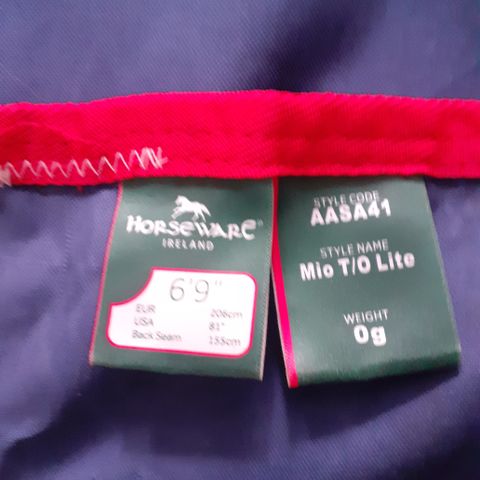 HORSEWARE
IRELAND
6'9"
EUR 206cm
USA 81"
Back Seam 155cm
STYLE CODE
AASA41
STYLE NAME
Mio T/O Lite
WEIGHT
0g